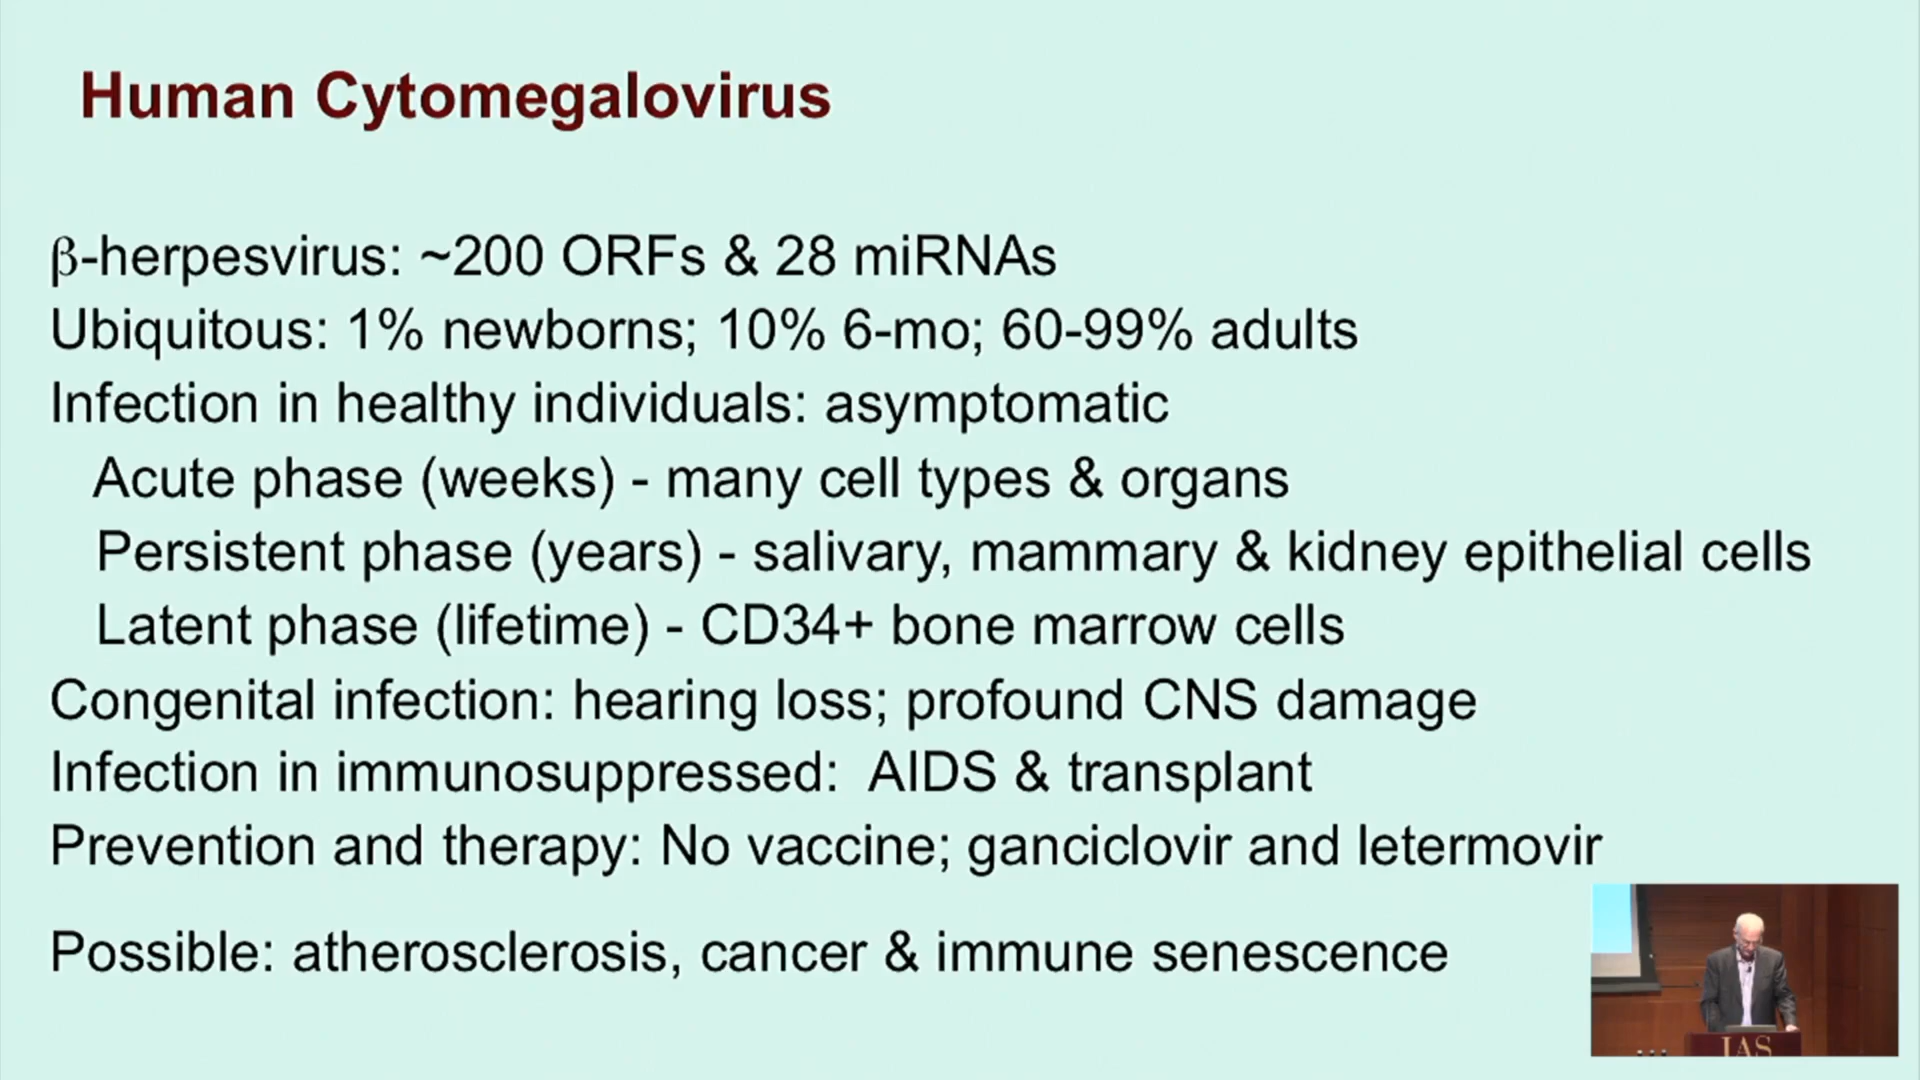 Human Cytomegalovirus
β-herpesvirus: ~200 ORFs & 28 miRNAs
Ubiquitous: 1% newborns; 10% 6-mo; 60-99% adults
Infection in healthy individuals: asymptomatic
Acute phase (weeks) - many cell types & organs
Persistent phase (years) - salivary, mammary & kidney epithelial cells
Latent phase (lifetime) - CD34+ bone marrow cells
Congenital infection: hearing loss; profound CNS damage
Infection in immunosuppressed:  AIDS & transplant
Prevention and therapy: No vaccine; ganciclovir and letermovir
Possible: atherosclerosis, cancer & immune senescence
IAS